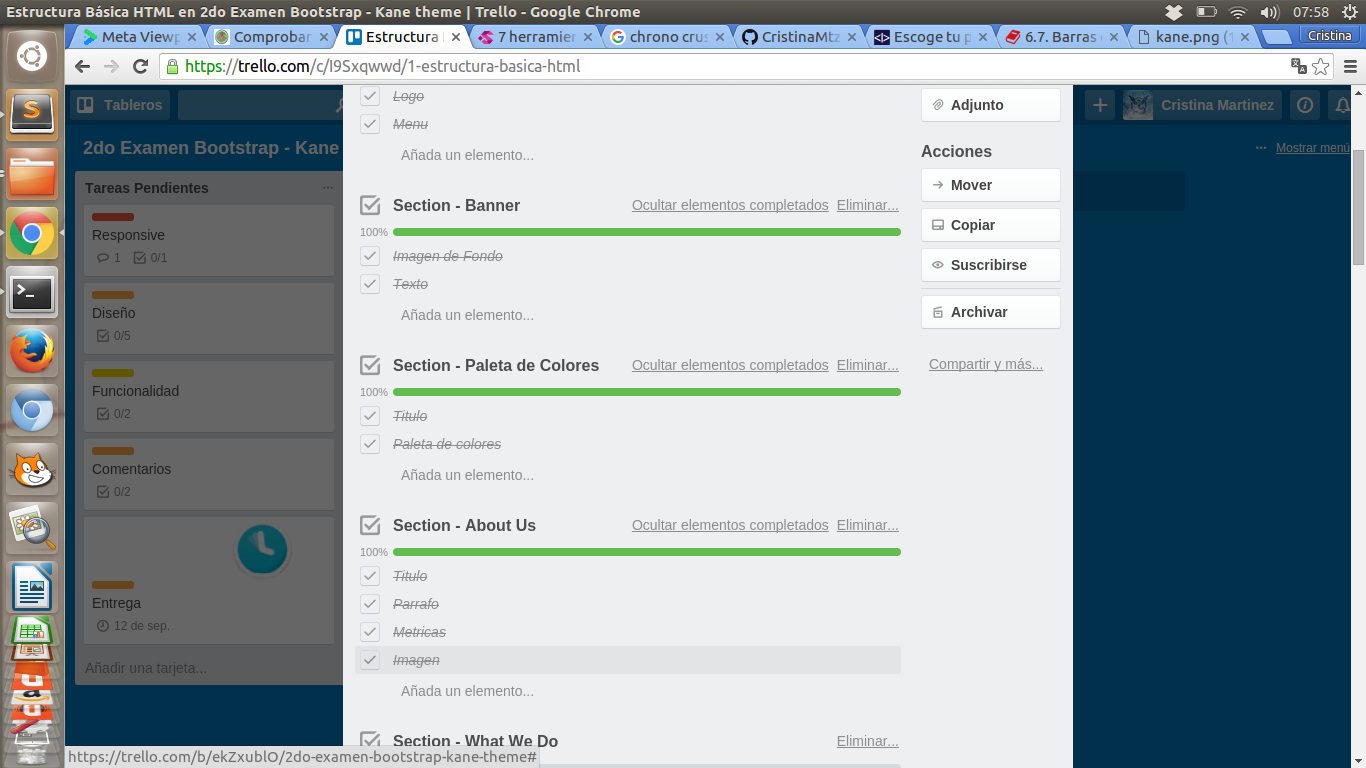 Estructura Básica HTML en 2do Examen Bootstrap - Kane theme | Trello - Google Chrome
07:58
Meta Viewp
Comprobar
Estructura
7 herramier
chrono crus
CristinaMtz
Escoge tu p
6.7. Barras
kane.png (1
Cristina
https://trello.com/c/I9Sxqwwd/1-estructura-basica-html
Tableros
Cristina Martinez
2do Examen Bootstrap - Kane
Mostrar menú
Tareas Pendientes
Responsive
1
0/1
Diseño
0/5
Funcionalidad
0/2
Comentarios
0/2
Entrega
12 de sep.
Añadir una tarjeta...
Logo
Menu
Añada un elemento...
Section - Banner
Ocultar elementos completados
Eliminar...
100%
Imagen de Fondo
Texto
Añada un elemento...
Section - Paleta de Colores
Ocultar elementos completados
Eliminar...
100%
Titulo
Paleta de colores
Añada un elemento...
Section - About Us
Ocultar elementos completados
Eliminar...
100%
Titulo
Parrafo
Metricas
Imagen
Añada un elemento...
Section - What We Do
Eliminar...
Adjunto
Acciones
Mover
Copiar
Suscribirse
Archivar
Compartir y más...
https://trello.com/b/ekZxublO/2do-examen-bootstrap-kane-theme#